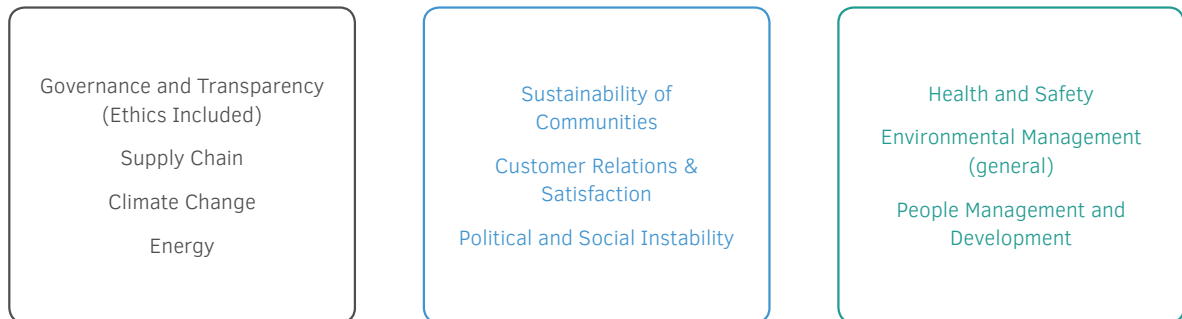 Governance and Transparency
(Ethics Included)
Supply Chain
Climate Change
Energy
Sustainability of
Communities
Customer Relations &
Satisfaction
Political and Social Instability
Health and Safety
Environmental Management
(general)
People Management and
Development